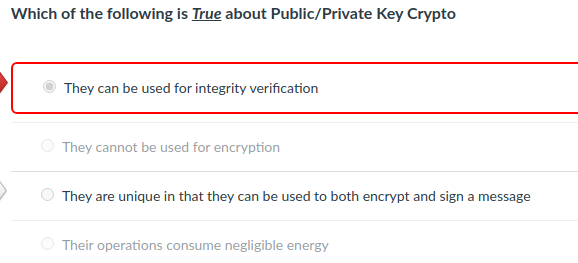 Which of the following is True about Public/Private Key Crypto
They can be used for integrity verification
They cannot be used for encryption
They are unique in that they can be used to both encrypt and sign a message
Their operations consume negligible energy